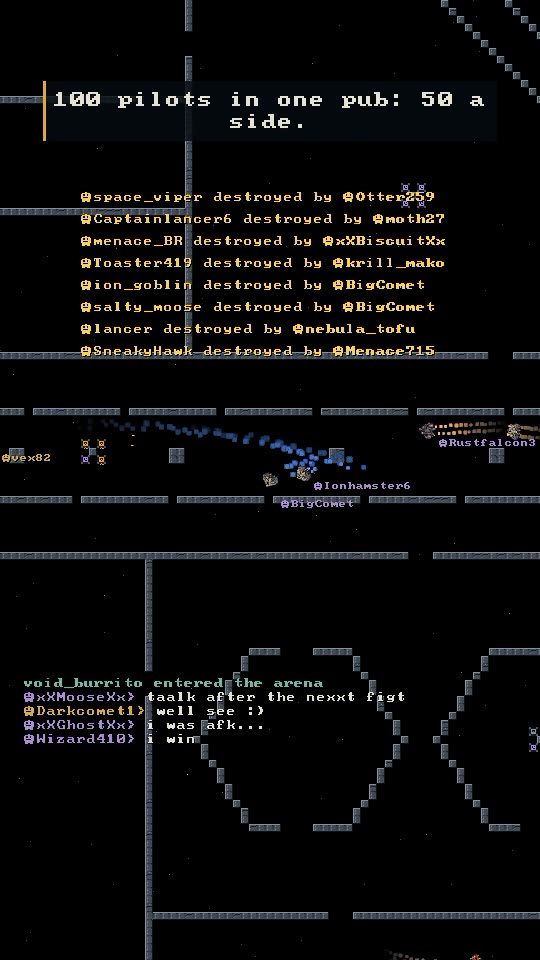 100 pilots in one pub: 50 a
side.
space_viper destroyed by Otter259
Captainlancer6 destroyed by moth27
menace_BR destroyed by xXBiscuitXx
Toaster419 destroyed by krill_mako
ion_goblin destroyed by BigComet
salty_moose destroyed by BigComet
lancer destroyed by nebula_tofu
SneakyHawk destroyed by Menace715
Rustfalcon3
vex82
Ionhamster6
BigComet
void_burrito entered the arena
xXMooseXx> taalk after the nexxt figt
Darkcomet1> well see :)
xXGhostXx> i was afk...
Wizard410> i win